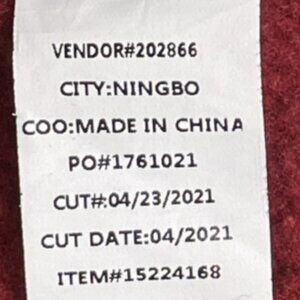 VENDOR#202866
CITY:NINGBO
COO:MADE IN CHINA
PO#1761021
CUT#:04/23/2021
CUT DATE:04/2021
ITEM#15224168